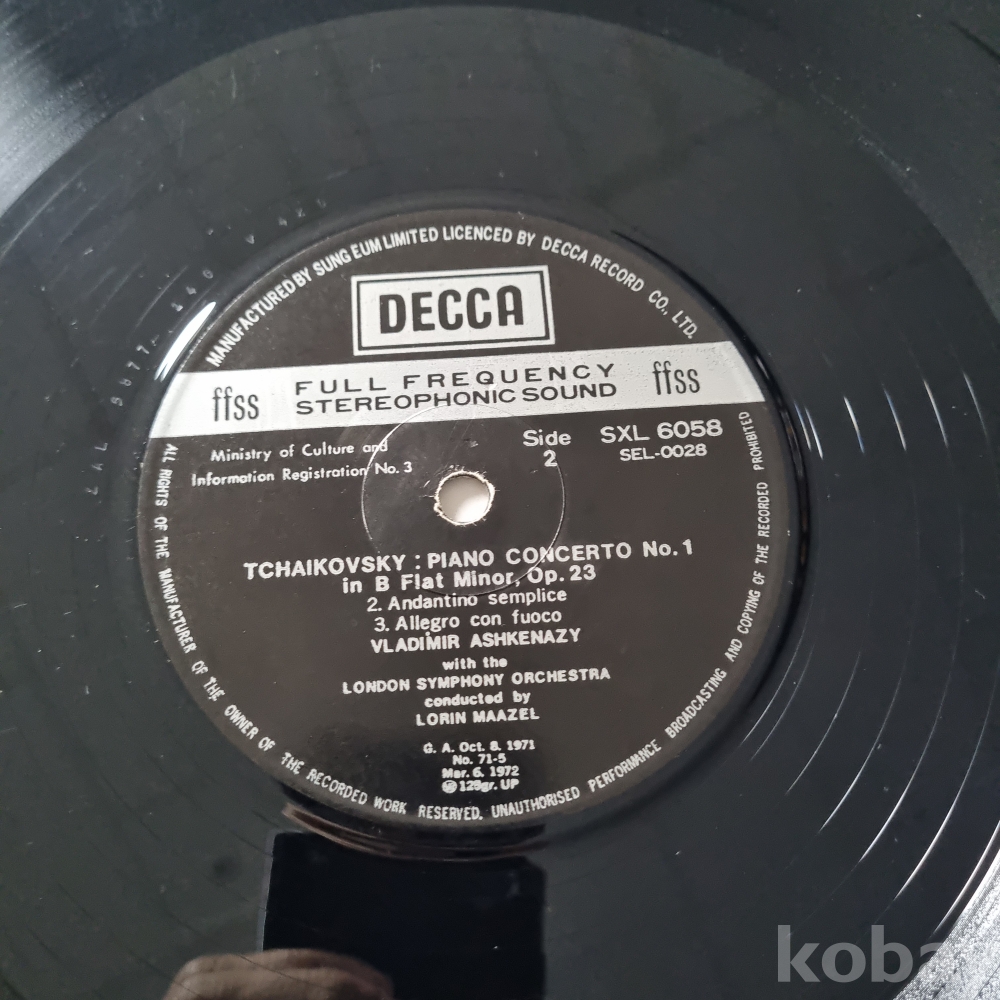 MANUFACTURED BY SUNG EUM LIMITED LICENCED BY DECCA RECORD CO., LTD.
DECCA
ffss FULL FREQUENCY STEREOPHONIC SOUND ffss
Ministry of Culture and
Information Registration No. 3
Side 2
SXL 6058
SEL-0028
TCHAIKOVSKY : PIANO CONCERTO No. 1
in B Flat Minor, Op. 23
2. Andantino semplice
3. Allegro con fuoco
VLADIMIR ASHKENAZY
with the
LONDON SYMPHONY ORCHESTRA
conducted by
LORIN MAAZEL
G. A. Oct. 8. 1971
No. 71-5
Mar. 6. 1972
125gr. UP
ALL RIGHTS OF THE MANUFACTURER OF THE OWNER OF THE RECORDED WORK RESERVED. UNAUTHORISED PERFORMANCE BROADCASTING AND COPYING OF THE RECORDED PROHIBITED